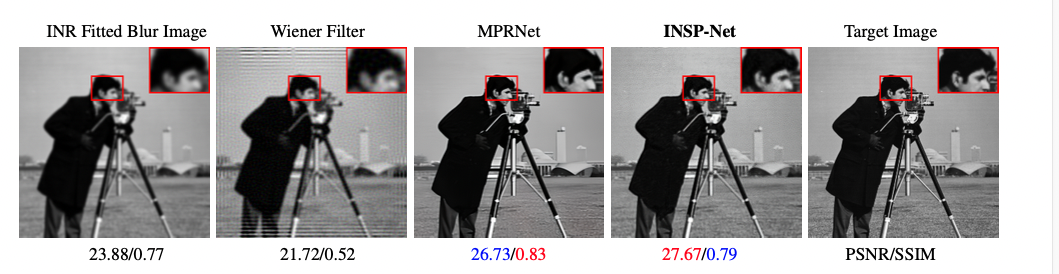 INR Fitted Blur Image Wiener Filter MPRNet INSP-Net Target Image
23.88/0.77 21.72/0.52 26.73/0.83 27.67/0.79 PSNR/SSIM